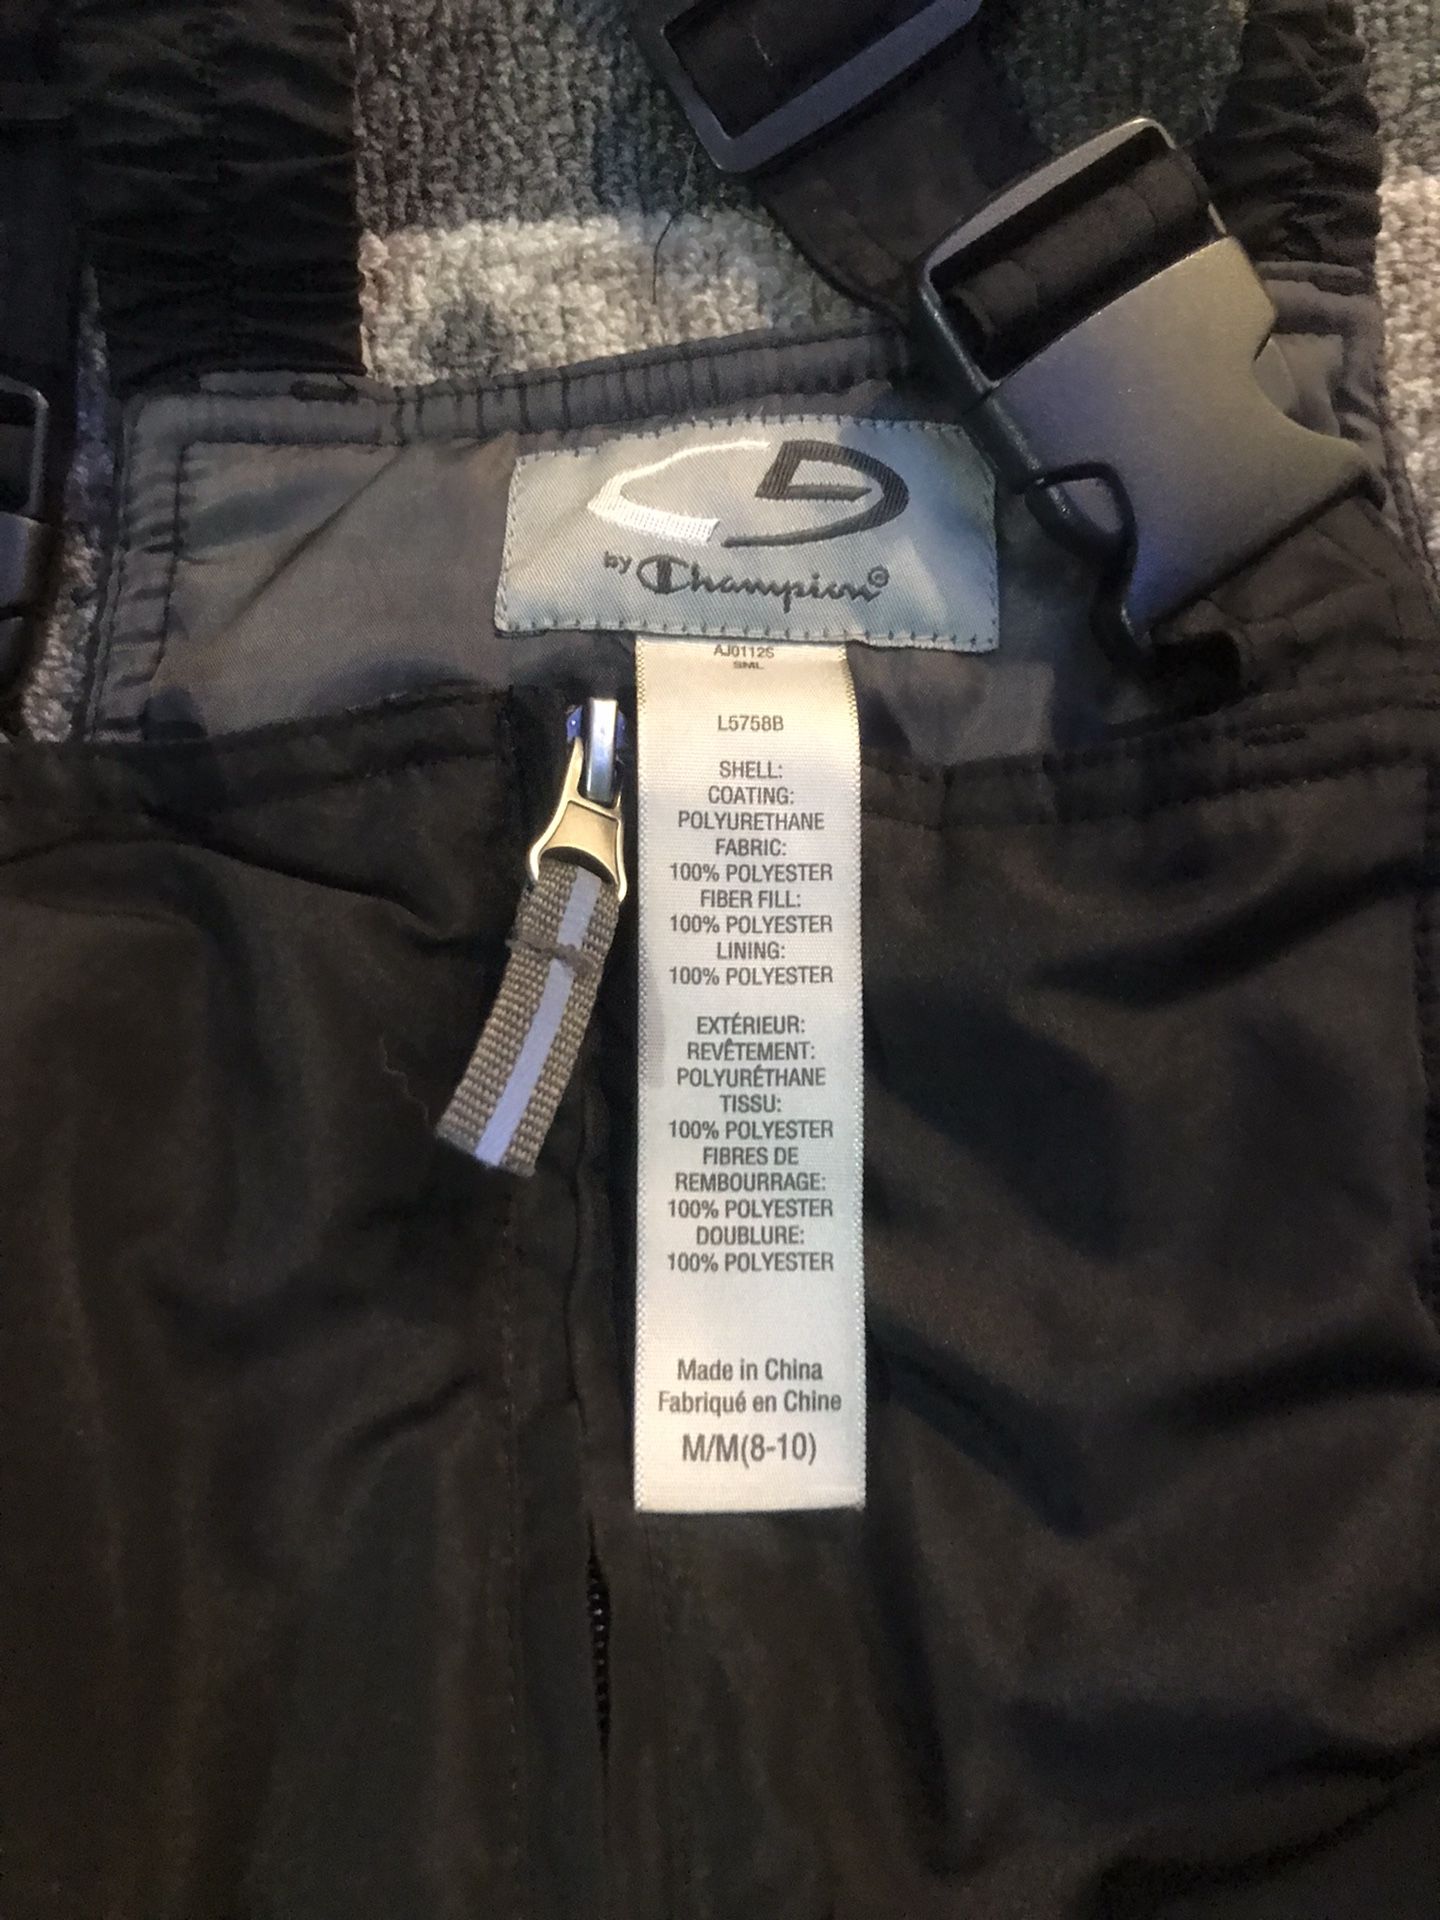 by Champion©
AJ0112S
SML
L5758B
SHELL:
COATING:
POLYURETHANE
FABRIC:
100% POLYESTER
FIBER FILL:
100% POLYESTER
LINING:
100% POLYESTER
EXTÉRIEUR:
REVÊTEMENT:
POLYURÉTHANE
TISSU:
100% POLYESTER
FIBRES DE
REMBOURRAGE:
100% POLYESTER
DOUBLURE:
100% POLYESTER
Made in China
Fabriqué en Chine
M/M(8-10)